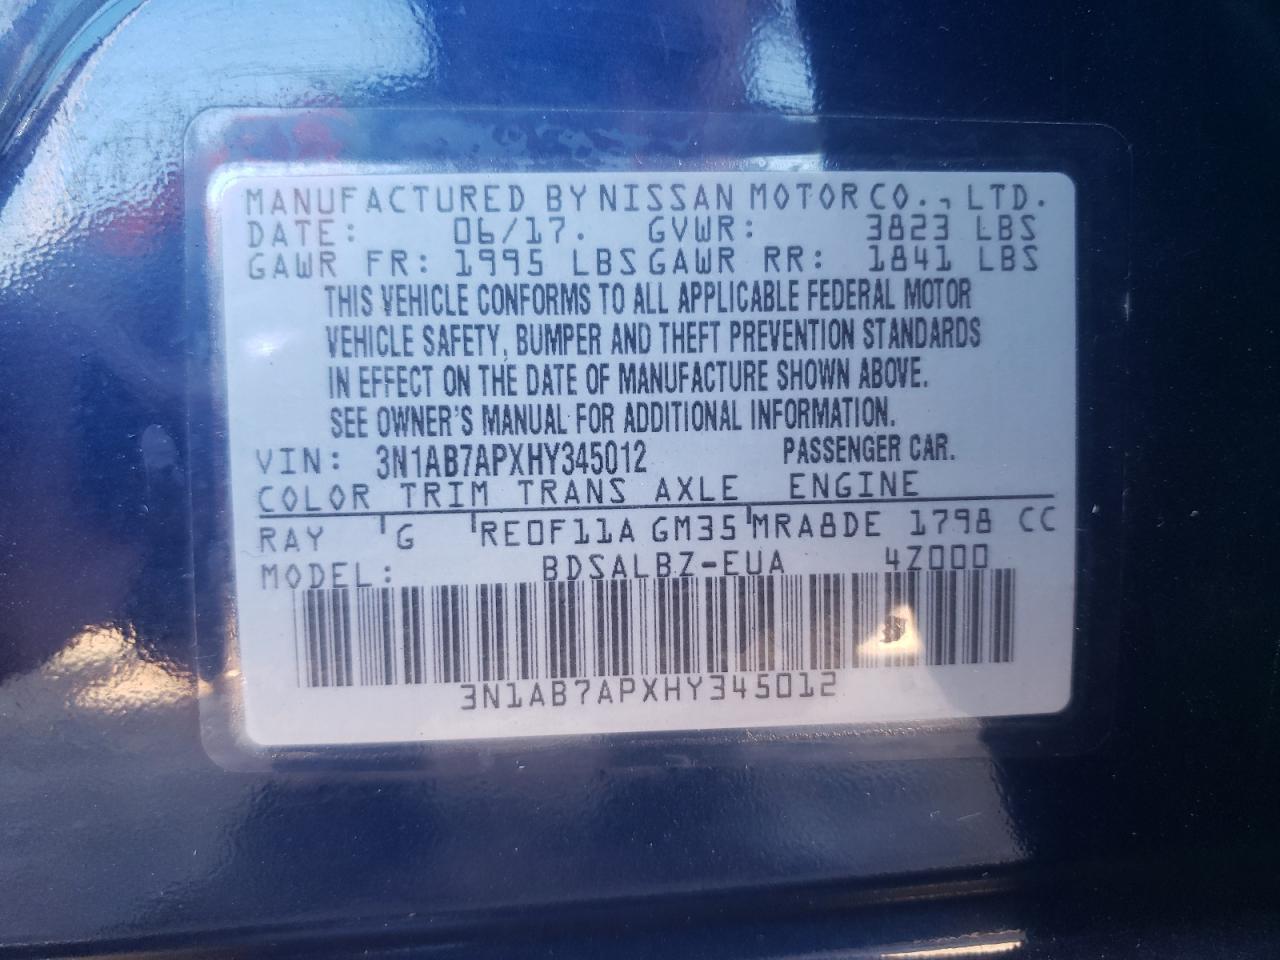 MANUFACTURED BY NISSAN MOTOR CO., LTD.
DATE: 06/17. GVWR: 3823 LBS
GAWR FR: 1995 LBS GAWR RR: 1841 LBS
THIS VEHICLE CONFORMS TO ALL APPLICABLE FEDERAL MOTOR
VEHICLE SAFETY, BUMPER AND THEFT PREVENTION STANDARDS
IN EFFECT ON THE DATE OF MANUFACTURE SHOWN ABOVE.
SEE OWNER'S MANUAL FOR ADDITIONAL INFORMATION.
VIN: 3N1AB7APXHY345012 PASSENGER CAR.
COLOR TRIM TRANS AXLE ENGINE
RAY G RE0F11A GM35 MRA8DE 1798 CC
MODEL: BDSALBZ-EUA 4Z000
3N1AB7APXHY345012